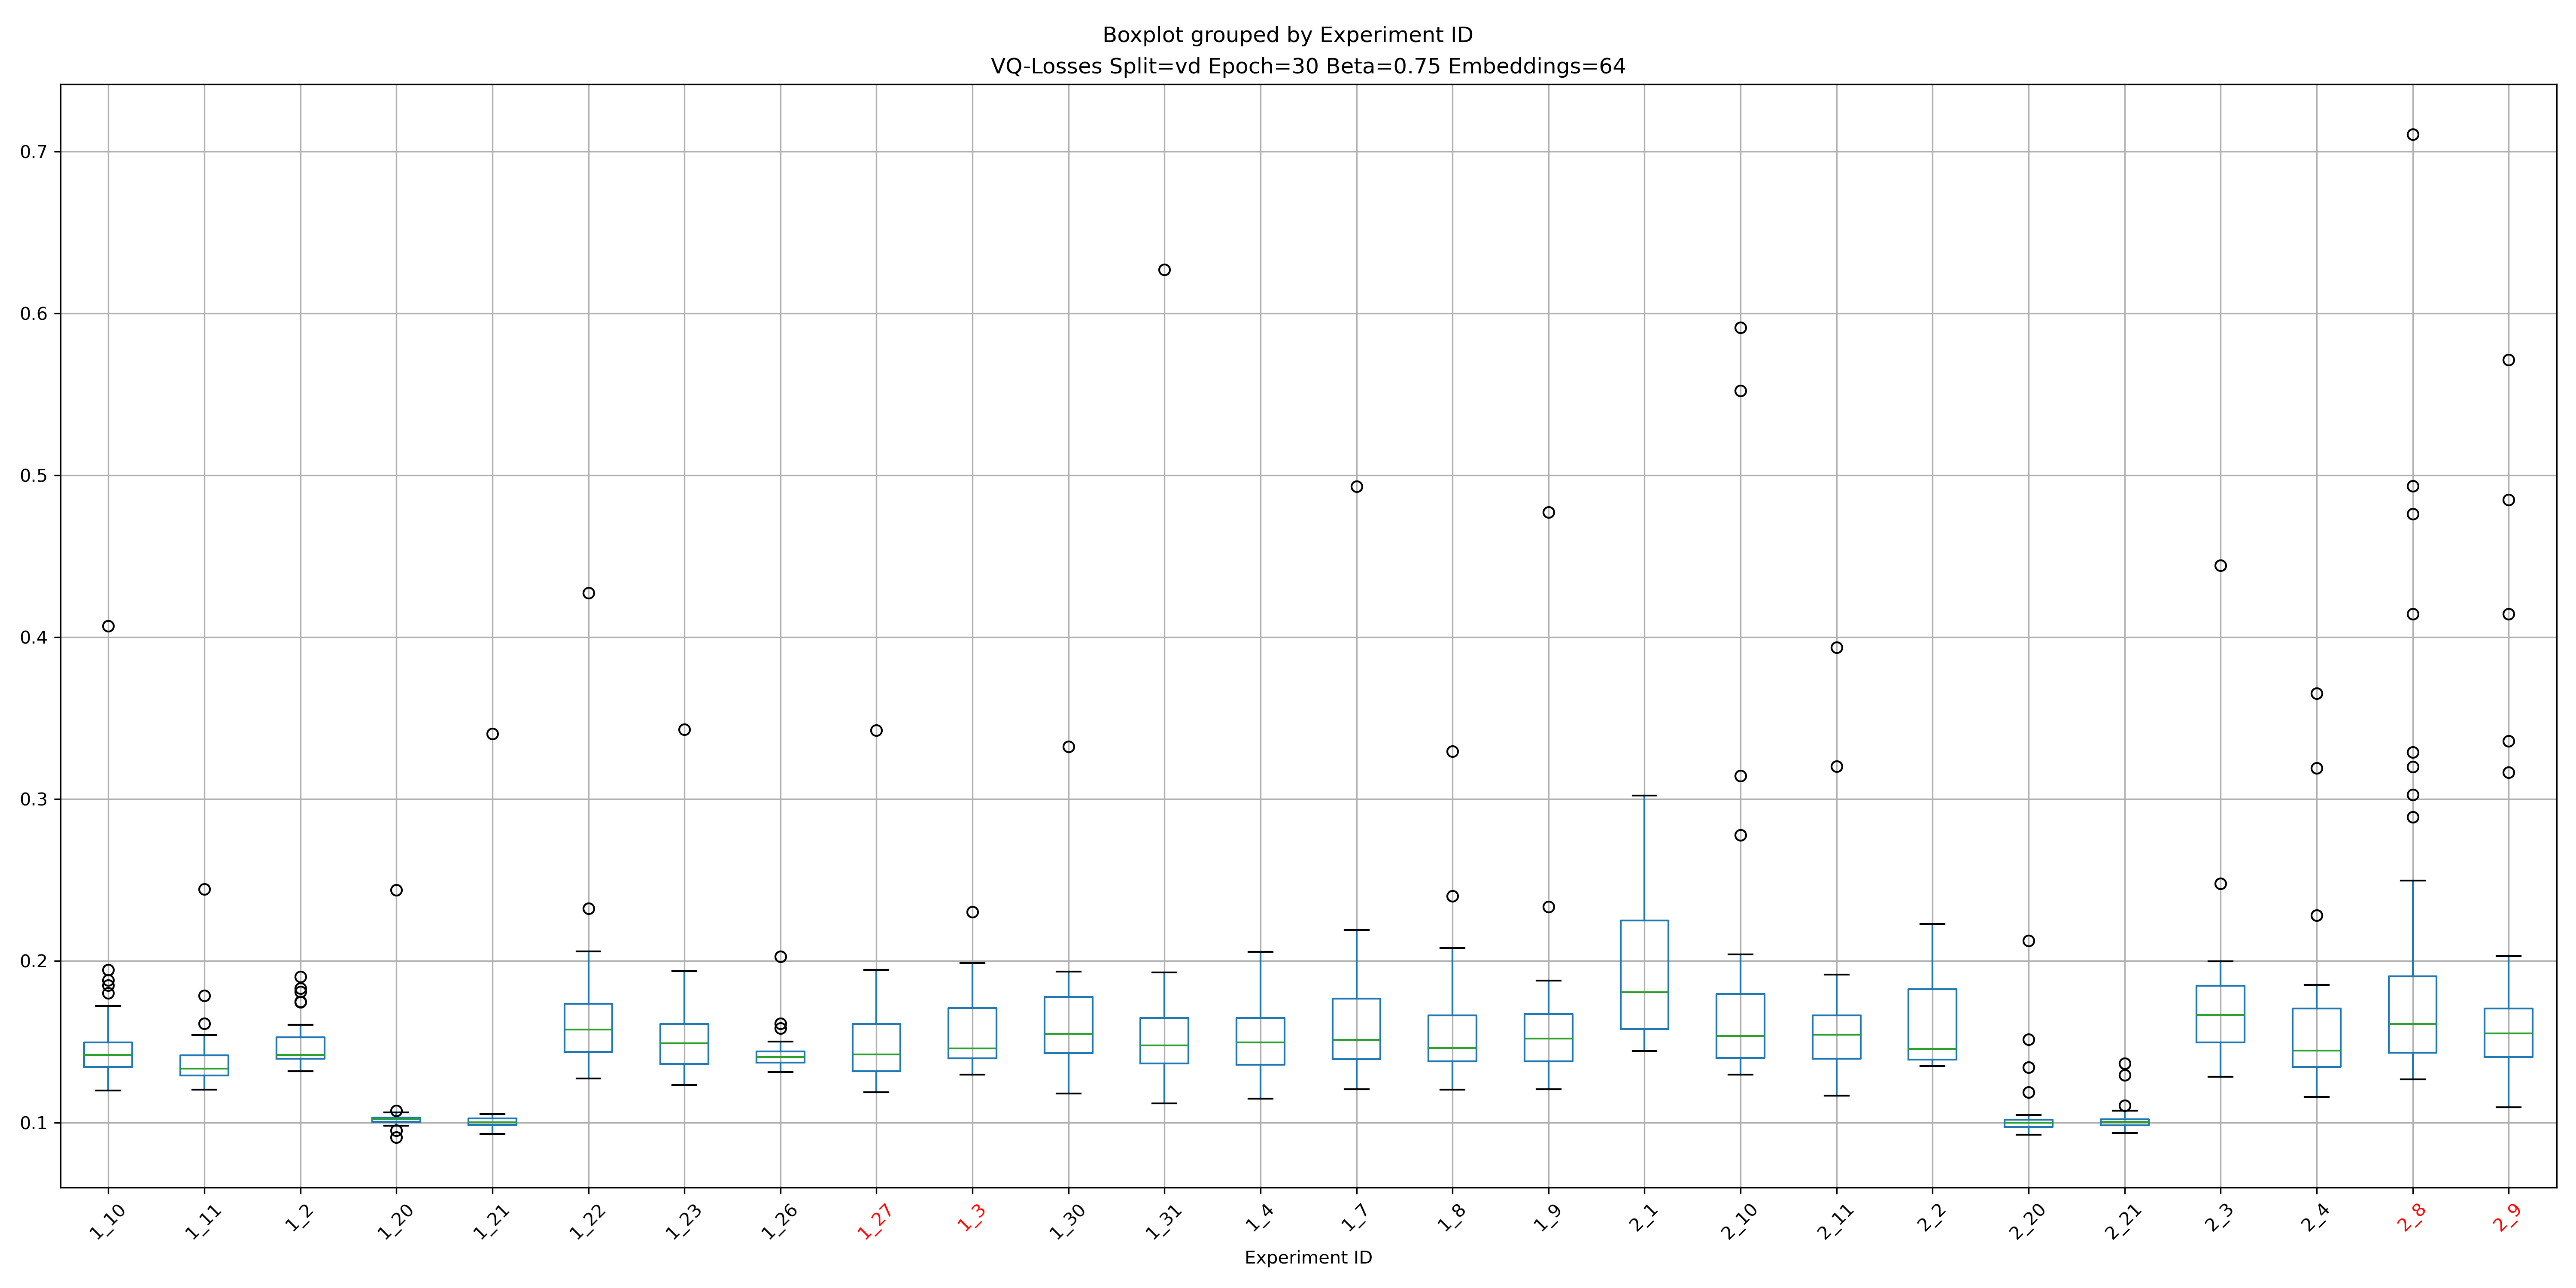 Boxplot grouped by Experiment ID
VQ-Losses Split=vd Epoch=30 Beta=0.75 Embeddings=64
0.7
0.6
0.5
0.4
0.3
0.2
0.1
1_10 1_11 1_2 1_20 1_21 1_22 1_23 1_26 1_27 1_3 1_30 1_31 1_4 1_7 1_8 1_9 2_1 2_10 2_11 2_2 2_20 2_21 2_3 2_4 2_8 2_9
Experiment ID